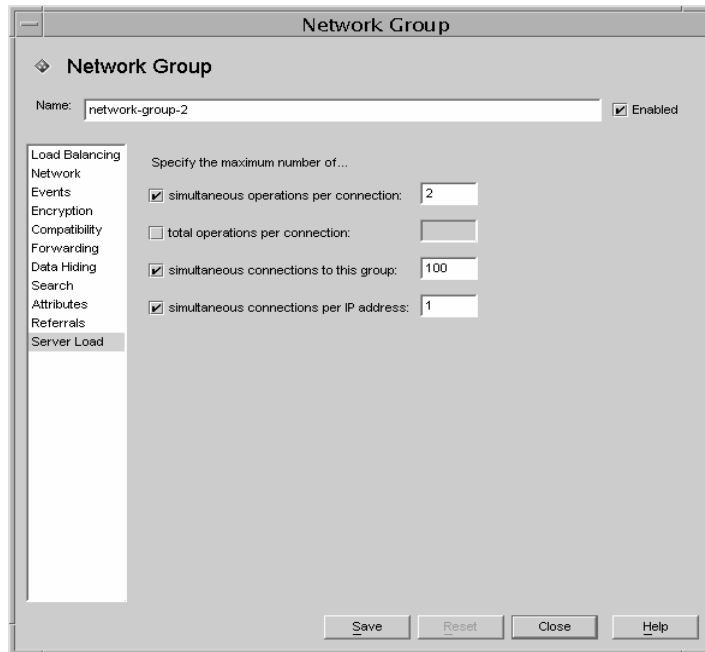 Network Group
Network Group
Name: network-group-2 Enabled
Load Balancing
Network
Events
Encryption
Compatibility
Forwarding
Data Hiding
Search
Attributes
Referrals
Server Load
Specify the maximum number of...
simultaneous operations per connection: 2
total operations per connection:
simultaneous connections to this group: 100
simultaneous connections per IP address: 1
Save Reset Close Help